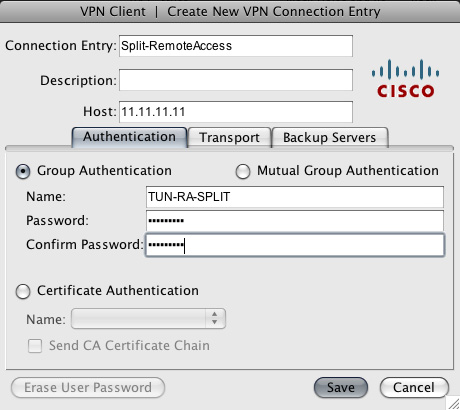 VPN Client | Create New VPN Connection Entry
Connection Entry: Split-RemoteAccess
Description:
Host: 11.11.11.11
CISCO
Authentication Transport Backup Servers
Group Authentication Mutual Group Authentication
Name: TUN-RA-SPLIT
Password: •••••••••
Confirm Password: •••••••••
Certificate Authentication
Name:
Send CA Certificate Chain
Erase User Password Save Cancel